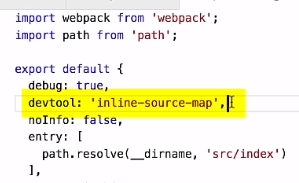 import webpack from 'webpack';
import path from 'path';
export default {
debug: true,
devtool: 'inline-source-map',
noInfo: false,
entry: [
path.resolve(__dirname, 'src/index')
],